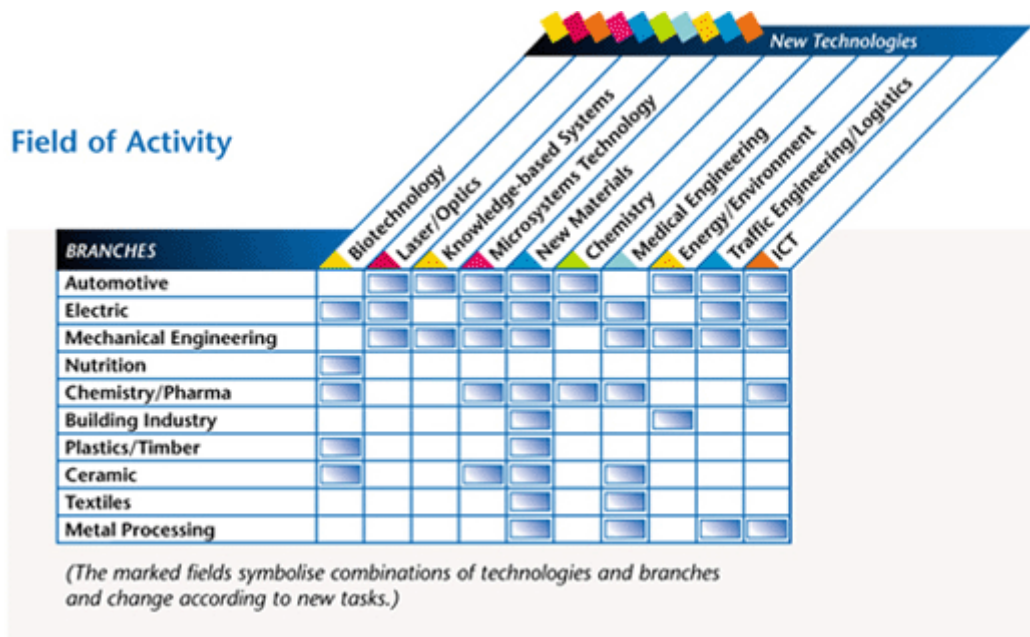 New Technologies
Field of Activity
Biotechnology
Laser/Optics
Knowledge-based Systems
Microsystems Technology
New Materials
Chemistry
Medical Engineering
Energy/Environment
Traffic Engineering/Logistics
ICT
BRANCHES
Automotive
Electric
Mechanical Engineering
Nutrition
Chemistry/Pharma
Building Industry
Plastics/Timber
Ceramic
Textiles
Metal Processing
(The marked fields symbolise combinations of technologies and branches
and change according to new tasks.)